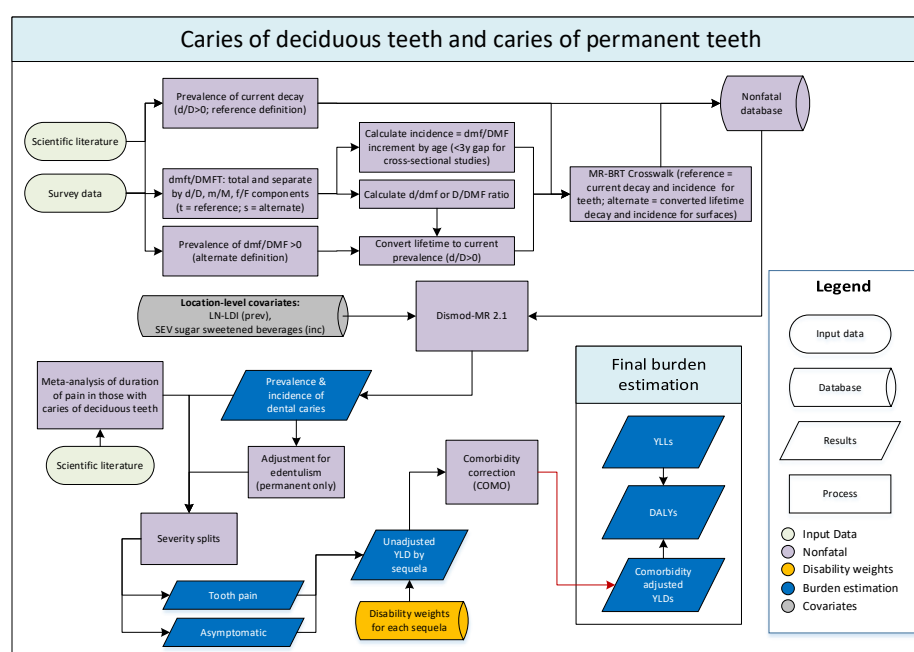 Caries of deciduous teeth and caries of permanent teeth
Prevalence of current decay
(d/D>0; reference definition)
Nonfatal
database
Scientific literature
Survey data
dmft/DMFT: total and separate
by d/D, m/M, f/F components
(t = reference; s = alternate)
Prevalence of dmf/DMF >0
(alternate definition)
Calculate incidence = dmf/DMF
increment by age (<3y gap for
cross-sectional studies)
Calculate d/dmf or D/DMF ratio
Convert lifetime to current
prevalence (d/D>0)
MR-BRT Crosswalk (reference =
current decay and incidence for
teeth; alternate = converted lifetime
decay and incidence for surfaces)
Location-level covariates:
LN-LDI (prev),
SEV sugar sweetened beverages (inc)
Dismod-MR 2.1
Meta-analysis of duration
of pain in those with
caries of deciduous teeth
Scientific literature
Prevalence &
incidence of
dental caries
Adjustment for
edentulism
(permanent only)
Severity splits
Tooth pain
Asymptomatic
Unadjusted
YLD by
sequela
Disability weights
for each sequela
Comorbidity
correction
(COMO)
Final burden
estimation
YLLs
DALYs
Comorbidity
adjusted
YLDs
Legend
Input data
Database
Results
Process
Input Data
Nonfatal
Disability weights
Burden estimation
Covariates